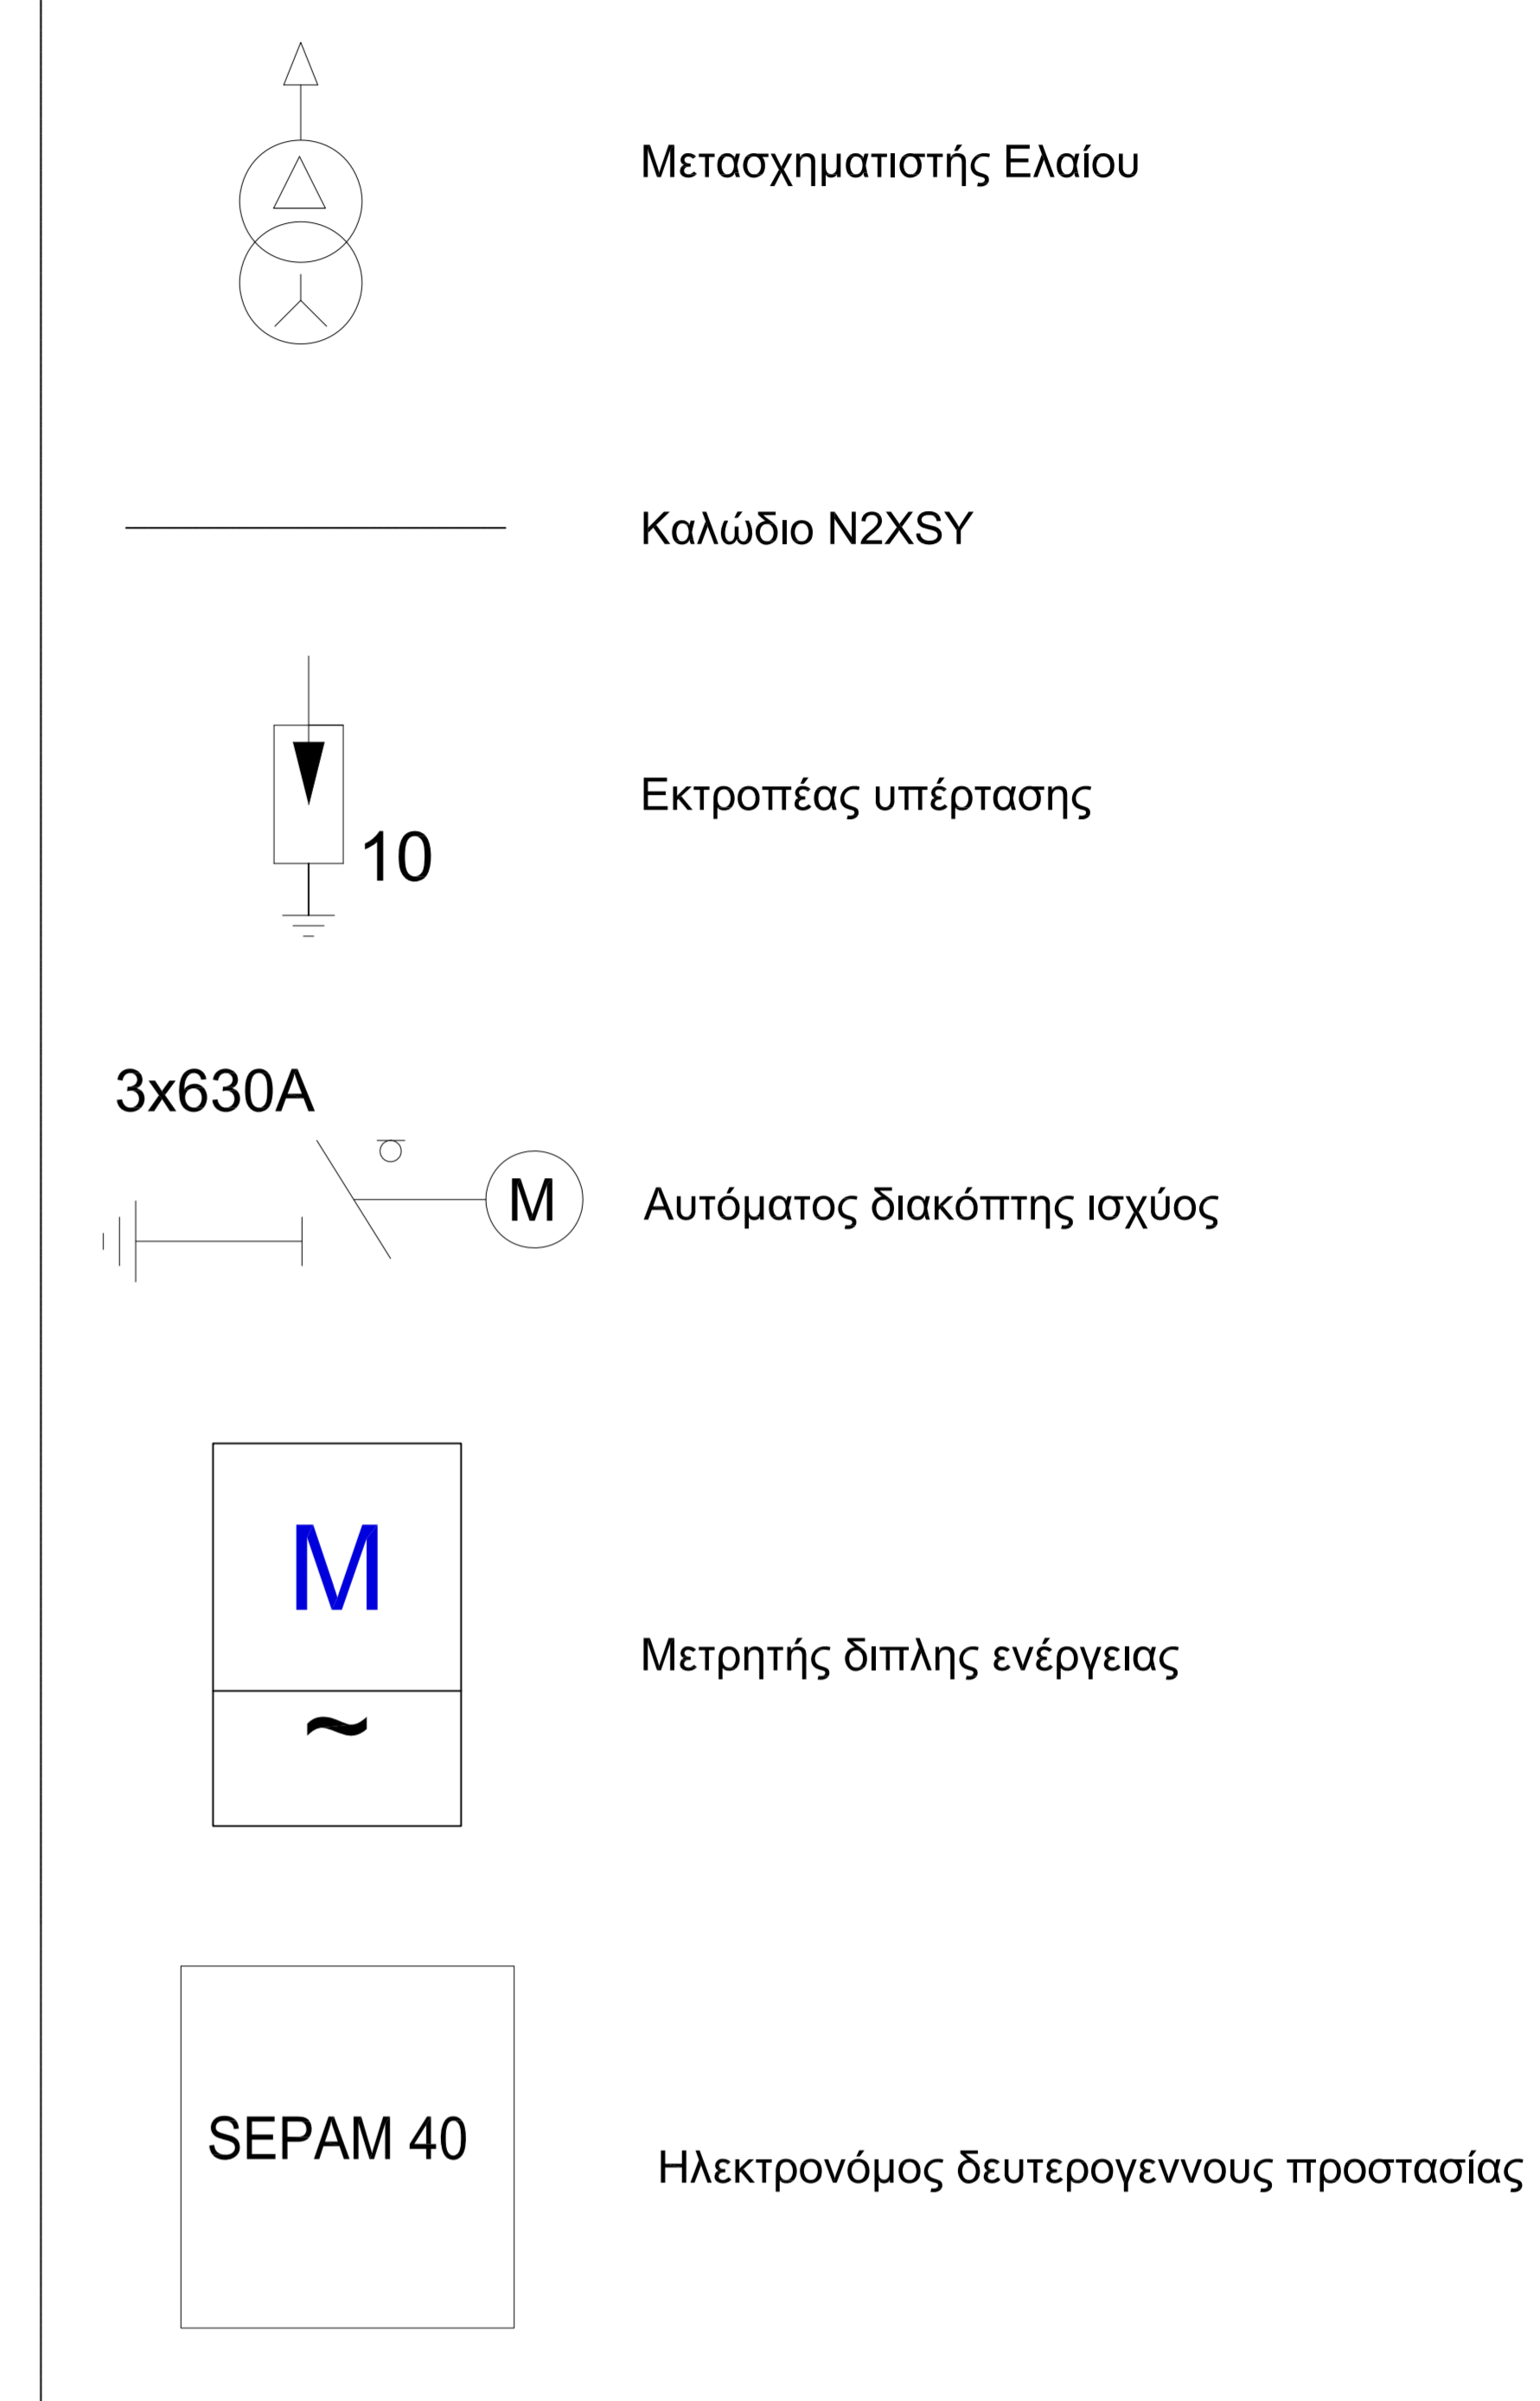 Μετασχηματιστής Ελαίου
Καλώδιο N2XSY
Εκτροπέας υπέρτασης
10
3x630A
M
Αυτόματος διακόπτης ισχύος
M
~
Μετρητής διπλης ενέργειας
SEPAM 40
Ηλεκτρονόμος δευτερογεννους προστασίας